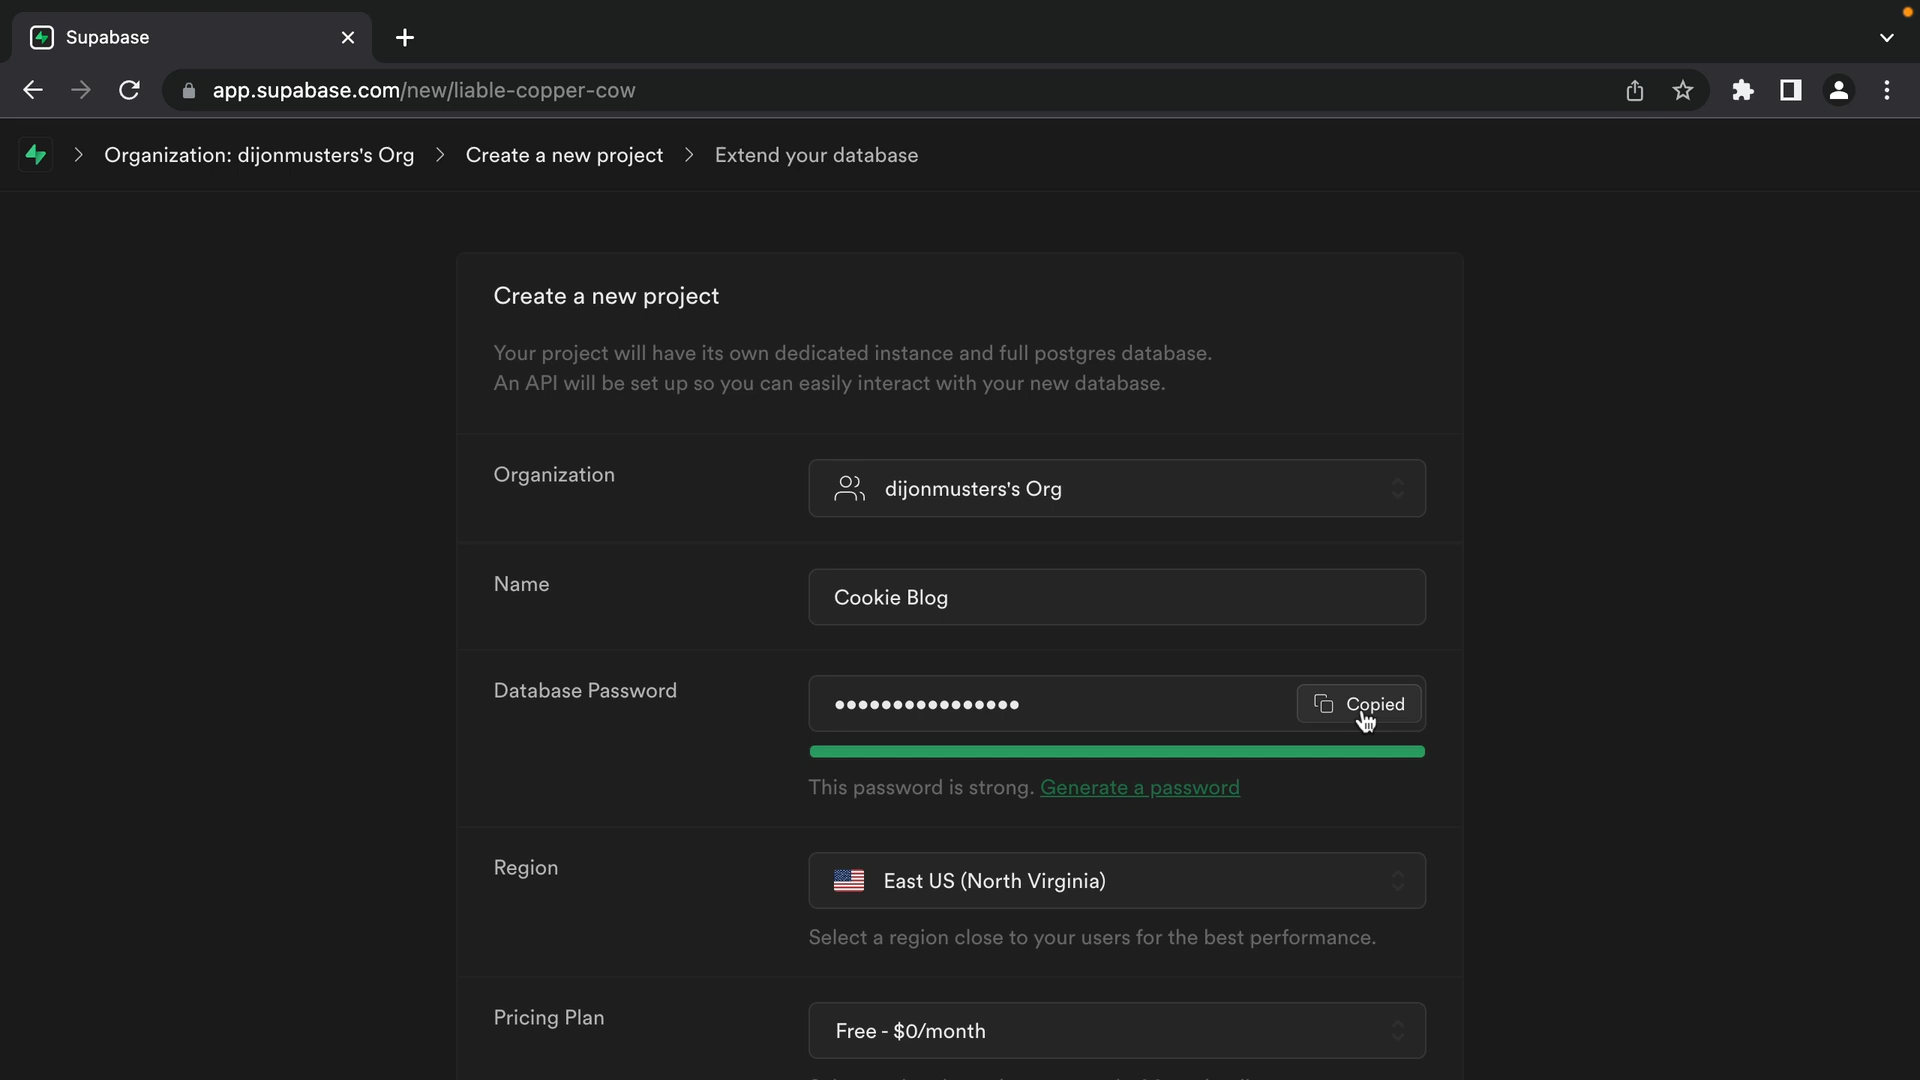 Supabase
app.supabase.com/new/liable-copper-cow
Organization: dijonmusters's Org > Create a new project > Extend your database
Create a new project
Your project will have its own dedicated instance and full postgres database.
An API will be set up so you can easily interact with your new database.
Organization
dijonmusters's Org
Name
Cookie Blog
Database Password
Copied
This password is strong. Generate a password
Region
East US (North Virginia)
Select a region close to your users for the best performance.
Pricing Plan
Free - $0/month